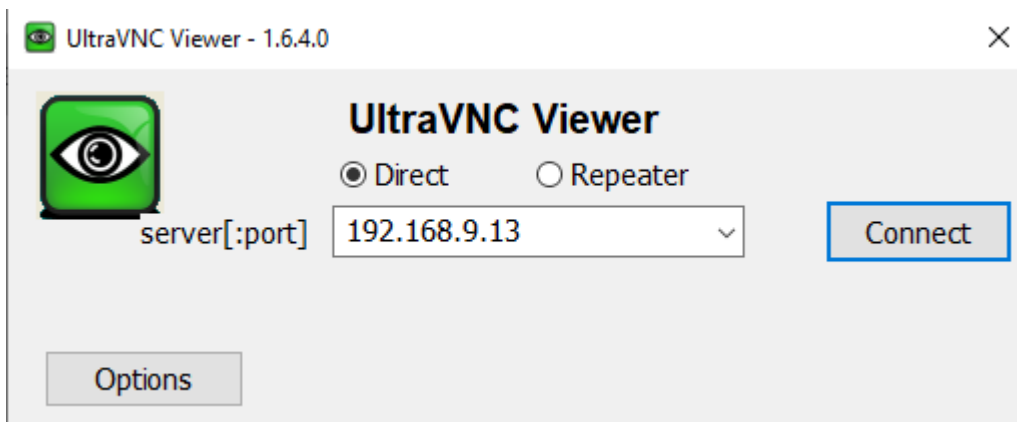 UltraVNC Viewer - 1.6.4.0
UltraVNC Viewer
Direct Repeater
server[:port] 192.168.9.13 Connect
Options